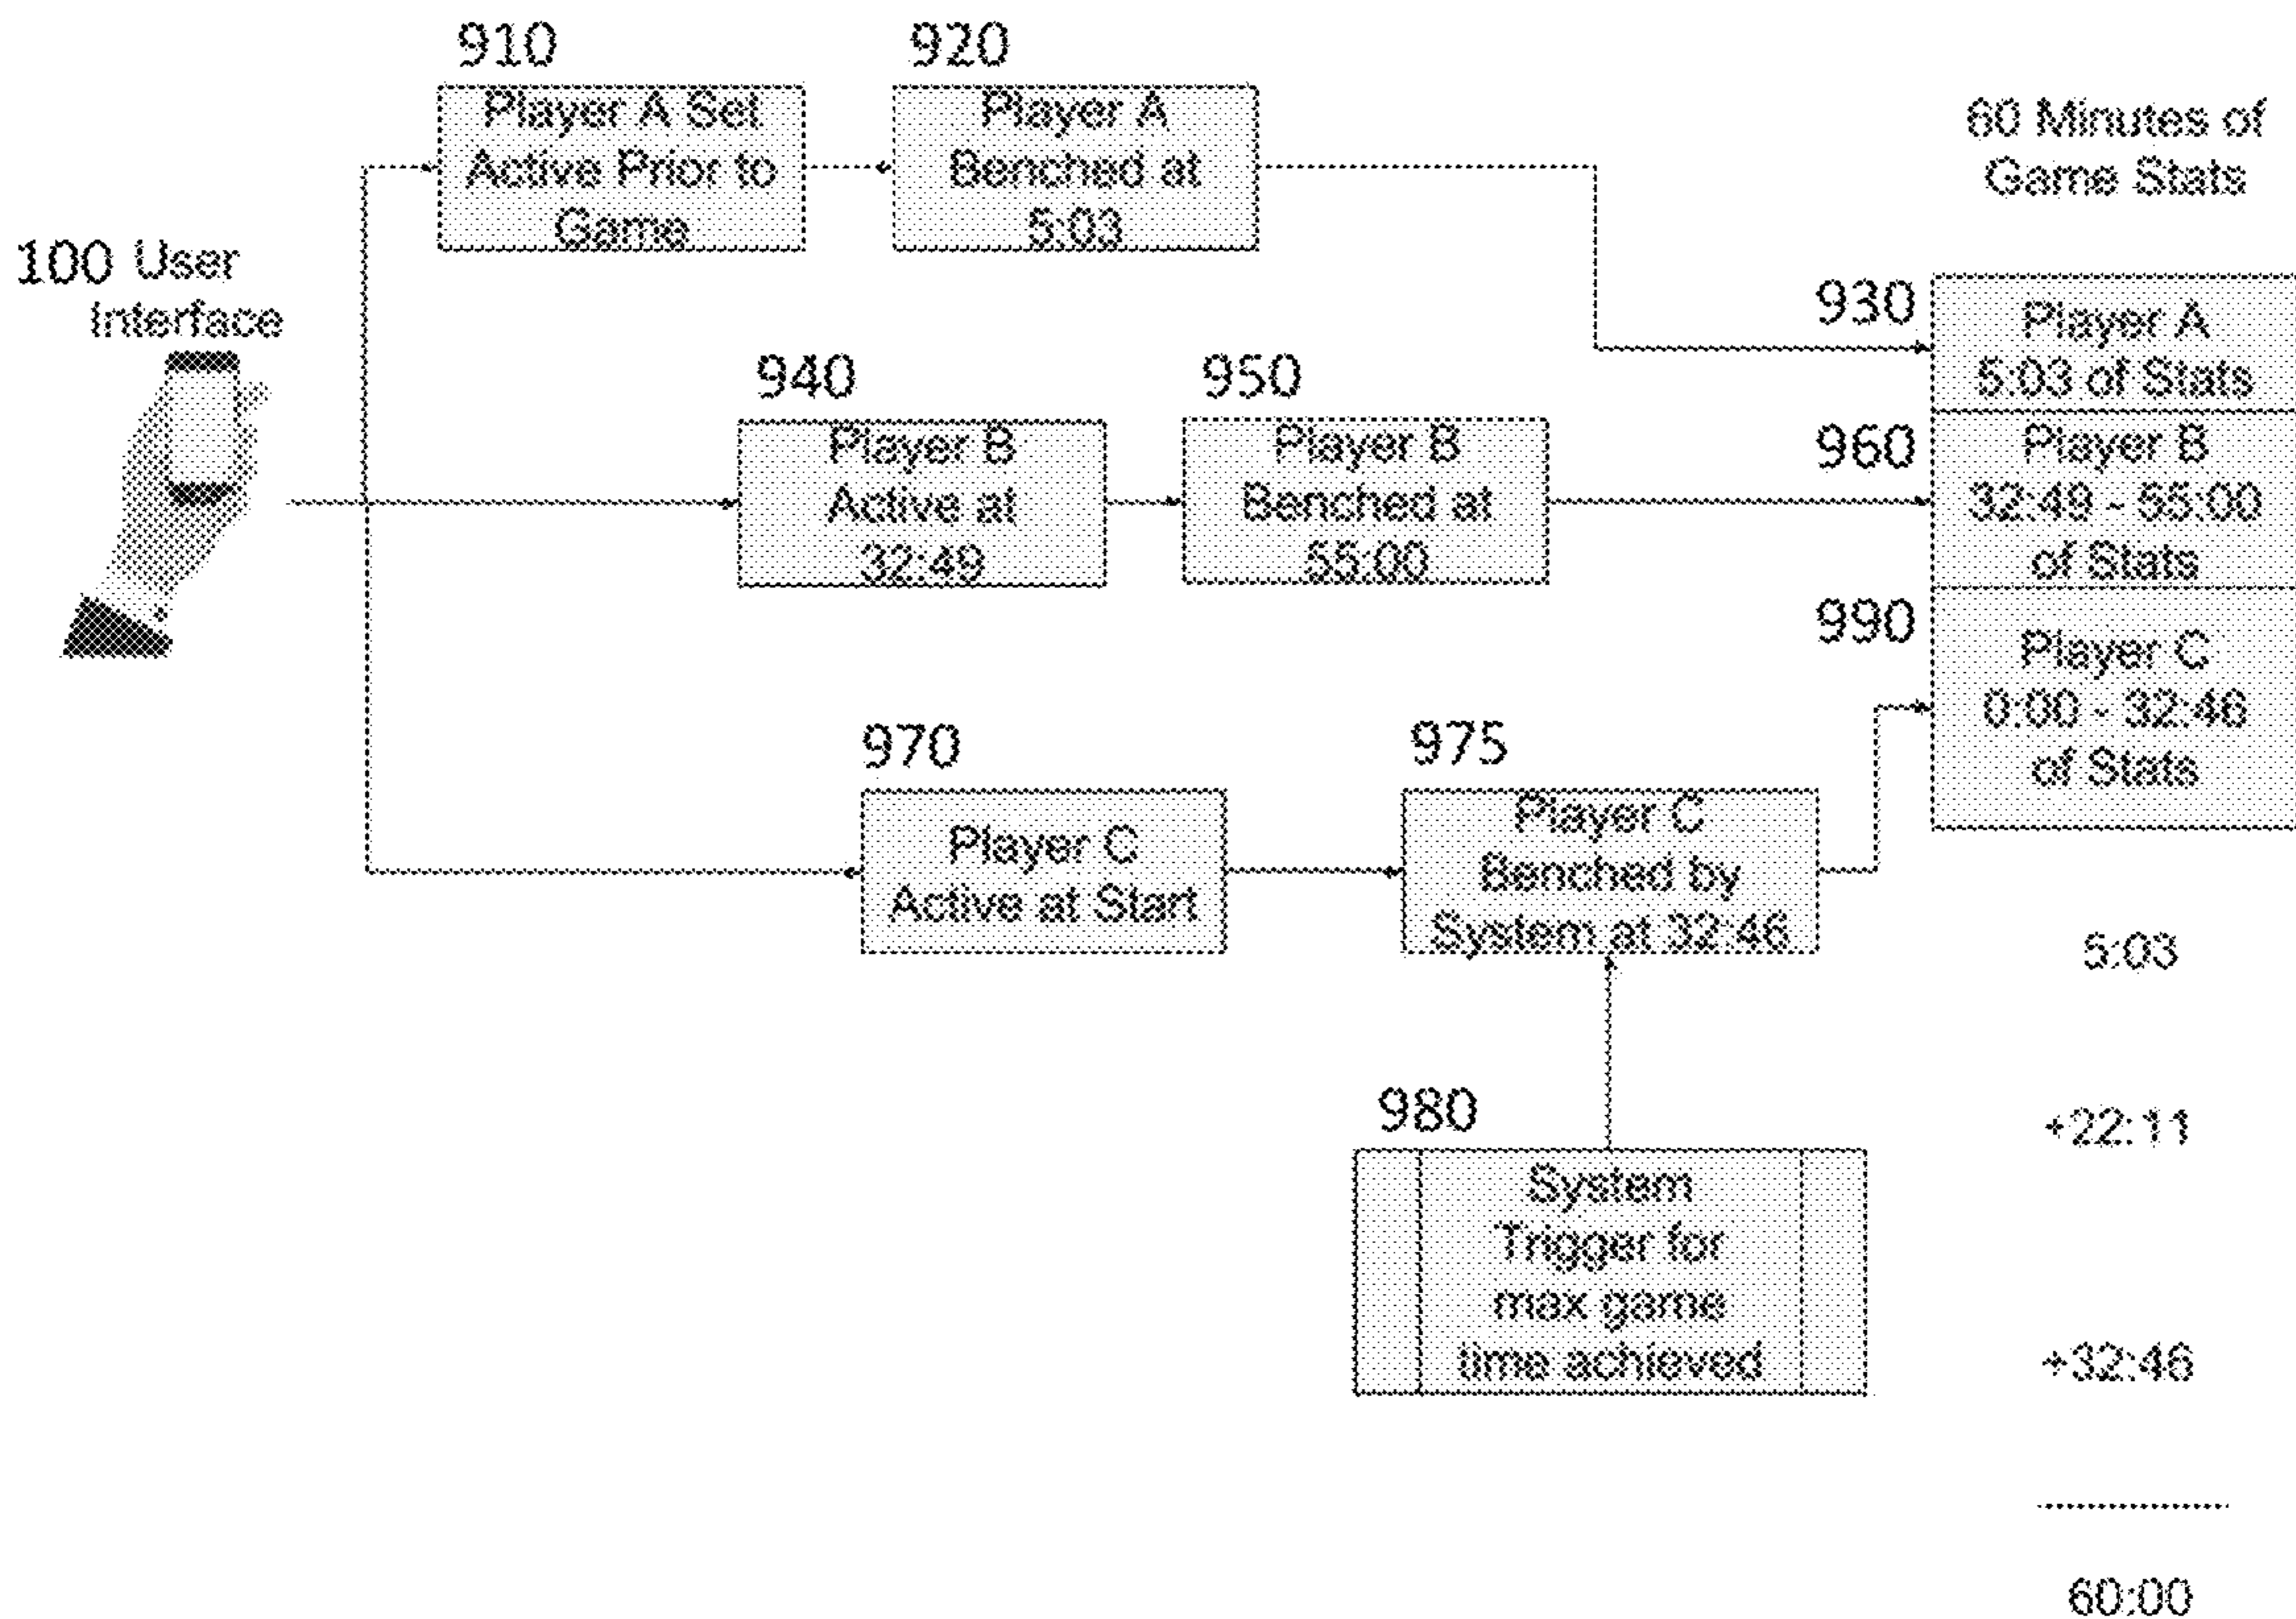 910
Player A Set
Active Prior to
Game
920
Player A
Benched at
5:03
60 Minutes of
Game Stats
100 User
Interface
930
Player A
5:03 of Stats
940
Player B
Active at
32:49
950
Player B
Benched at
55:00
960
Player B
32:49 - 55:00
of Stats
990
Player C
0:00 - 32:46
of Stats
970
Player C
Active at Start
975
Player C
Benched by
System at 32:46
980
System
Trigger for
max game
time achieved
5:03
+22:11
+32:46
60:00